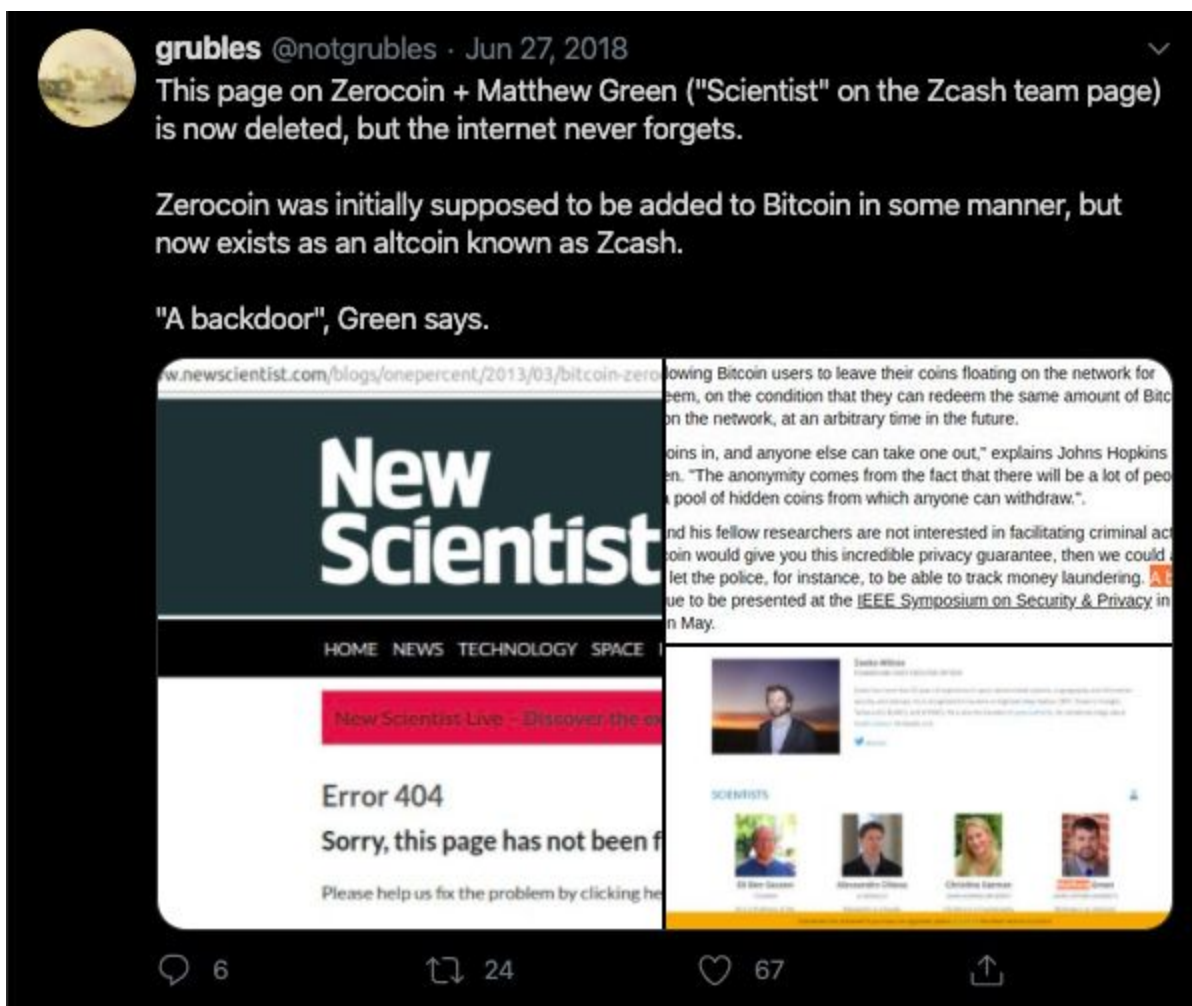 grubles @notgrubles · Jun 27, 2018
This page on Zerocoin + Matthew Green ("Scientist" on the Zcash team page)
is now deleted, but the internet never forgets.
Zerocoin was initially supposed to be added to Bitcoin in some manner, but
now exists as an altcoin known as Zcash.
"A backdoor", Green says.
w.newscientist.com/blogs/onepercent/2013/03/bitcoin-zero
New
Scientist
HOME NEWS TECHNOLOGY SPACE
New Scientist Live - Discover the
Error 404
Sorry, this page has not been f
Please help us fix the problem by clicking he
lowing Bitcoin users to leave their coins floating on the network for
eem, on the condition that they can redeem the same amount of Bitc
on the network, at an arbitrary time in the future.
oins in, and anyone else can take one out," explains Johns Hopkins
en. "The anonymity comes from the fact that there will be a lot of peo
pool of hidden coins from which anyone can withdraw.".
nd his fellow researchers are not interested in facilitating criminal act
oin would give you this incredible privacy guarantee, then we could
let the police, for instance, to be able to track money laundering. A b
ue to be presented at the IEEE Symposium on Security & Privacy in
n May.
SCIENTISTS
6 24 67